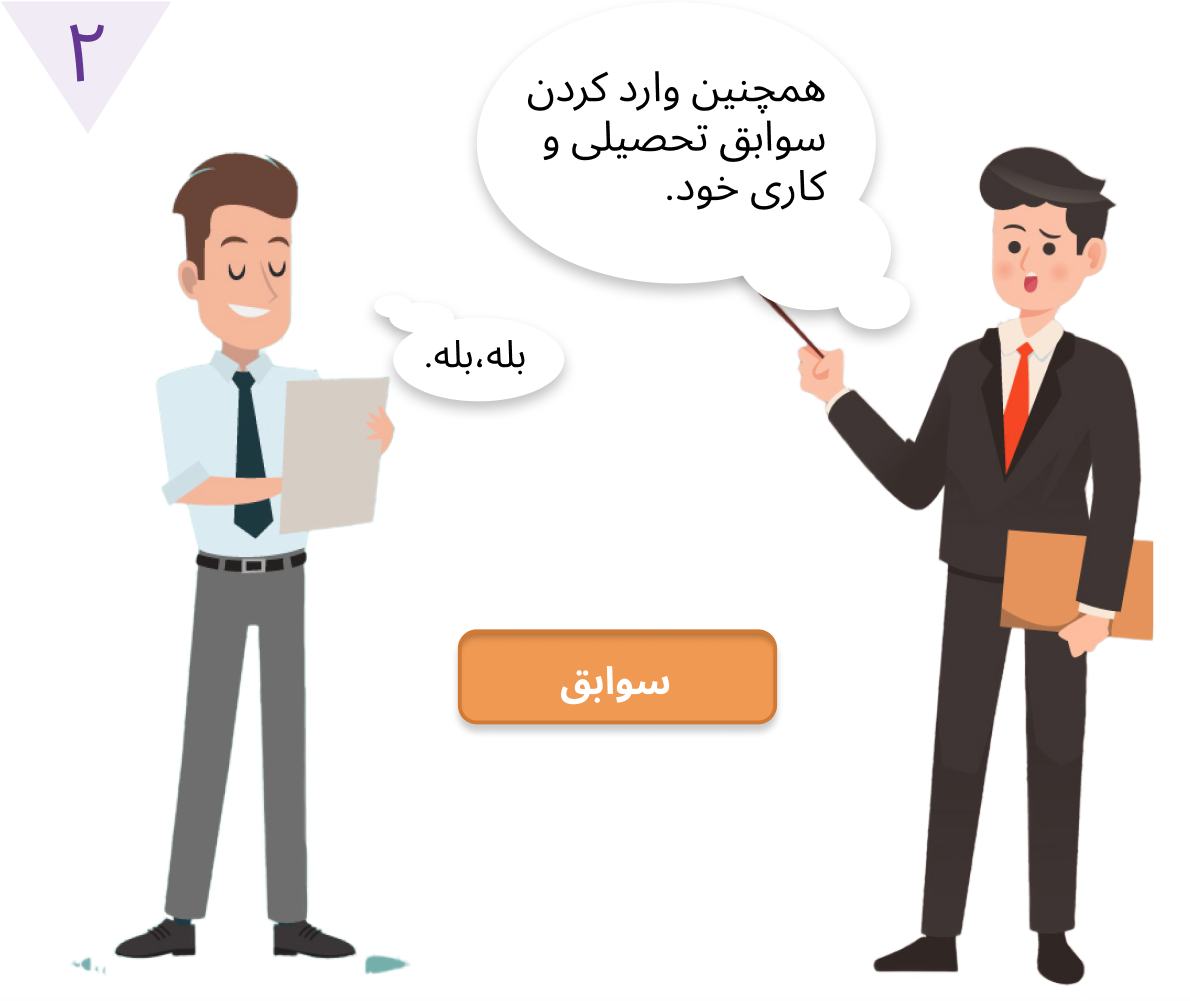 ۲
همچنین وارد کردن
سوابق تحصیلی و
کاری خود.
بله،بله.
سوابق